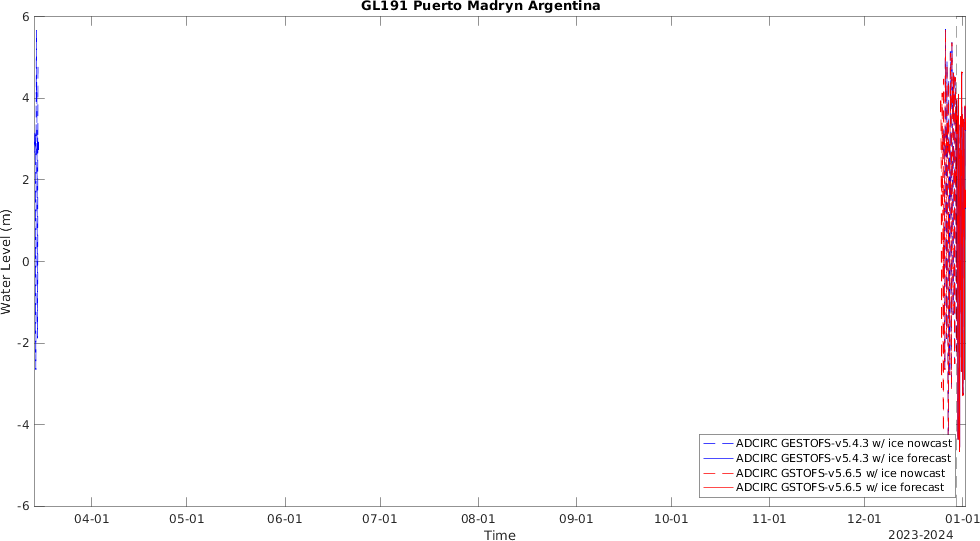 GL191 Puerto Madryn Argentina
6
4
2
0
-2
-4
-6
Water Level (m)
ADCIRC GESTOFS-v5.4.3 w/ ice nowcast
ADCIRC GESTOFS-v5.4.3 w/ ice forecast
ADCIRC GSTOFS-v5.6.5 w/ ice nowcast
ADCIRC GSTOFS-v5.6.5 w/ ice forecast
04-01 05-01 06-01 07-01 08-01 09-01 10-01 11-01 12-01 01-01
Time
2023-2024